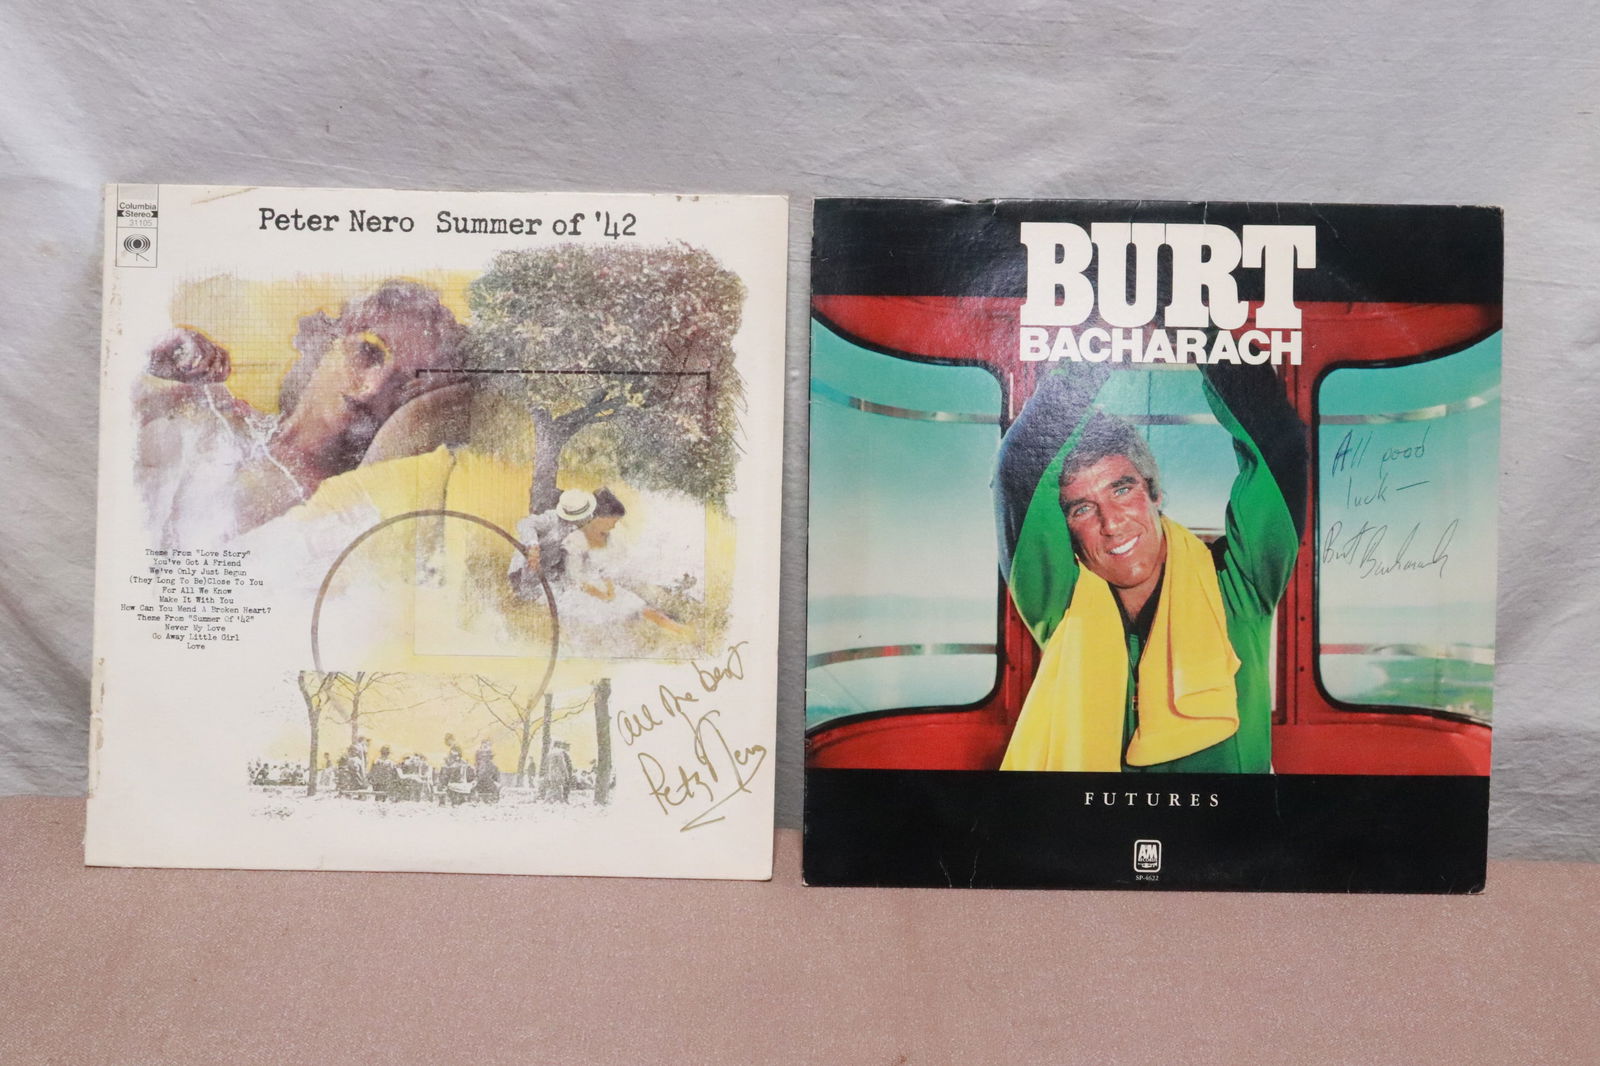 Columbia
Stereo
31105
Peter Nero Summer of '42
Theme From "Love Story"
You've Got A Friend
We've Only Just Begun
(They Long To Be)Close To You
For All We Know
Make It With You
How Can You Mend A Broken Heart?
Theme From "Summer Of '42"
Never My Love
Go Away Little Girl
Love
All the best
Peter Nero
BURT
BACHARACH
All good
luck —
Burt Bacharach
FUTURES
A&M
SP-4622